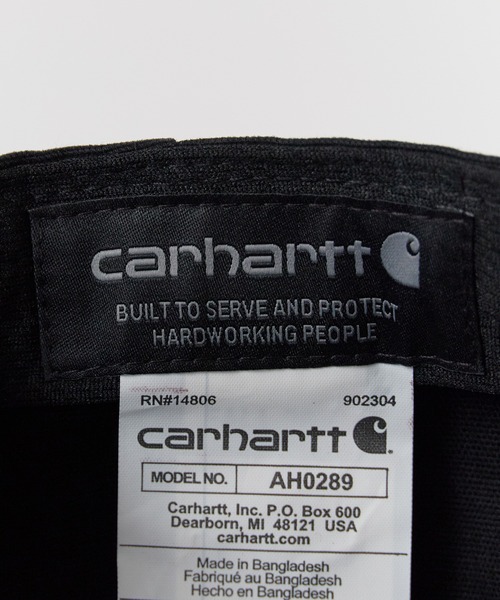 carhartt
BUILT TO SERVE AND PROTECT
HARDWORKING PEOPLE
RN#14806 902304
carhartt.
MODEL NO. AH0289
Carhartt, Inc. P.O. Box 600
Dearborn, MI 48121 USA
carhartt.com
Made in Bangladesh
Fabriqué au Bangladesh
Hecho en Bangladesh